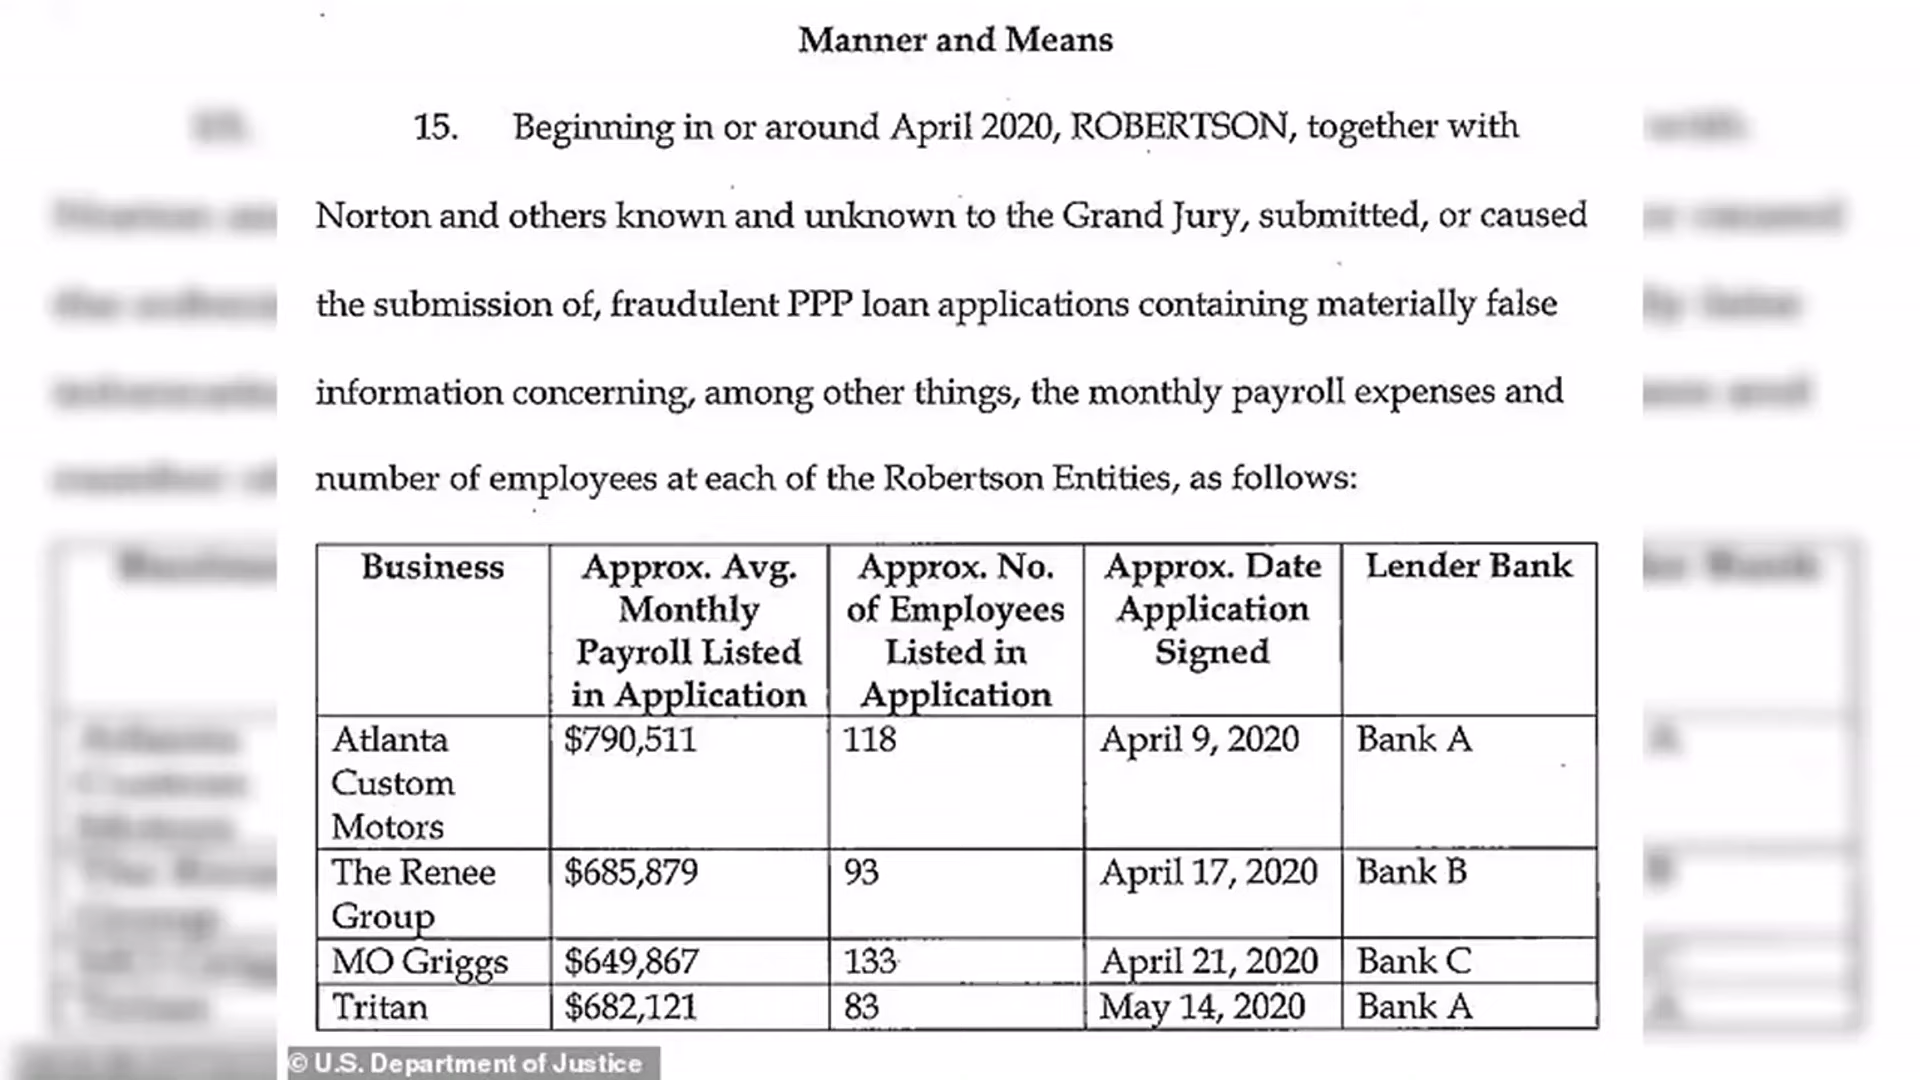 Manner and Means
15. Beginning in or around April 2020, ROBERTSON, together with
Norton and others known and unknown to the Grand Jury, submitted, or caused
the submission of, fraudulent PPP loan applications containing materially false
information concerning, among other things, the monthly payroll expenses and
number of employees at each of the Robertson Entities, as follows:
Business
Approx. Avg.
Monthly
Payroll Listed
in Application
Approx. No.
of Employees
Listed in
Application
Approx. Date
Application
Signed
Lender Bank
Atlanta
Custom
Motors
$790,511
118
April 9, 2020
Bank A
The Renee
Group
$685,879
93
April 17, 2020
Bank B
MO Griggs
$649,867
133
April 21, 2020
Bank C
Tritan
$682,121
83
May 14, 2020
Bank A
© U.S. Department of Justice